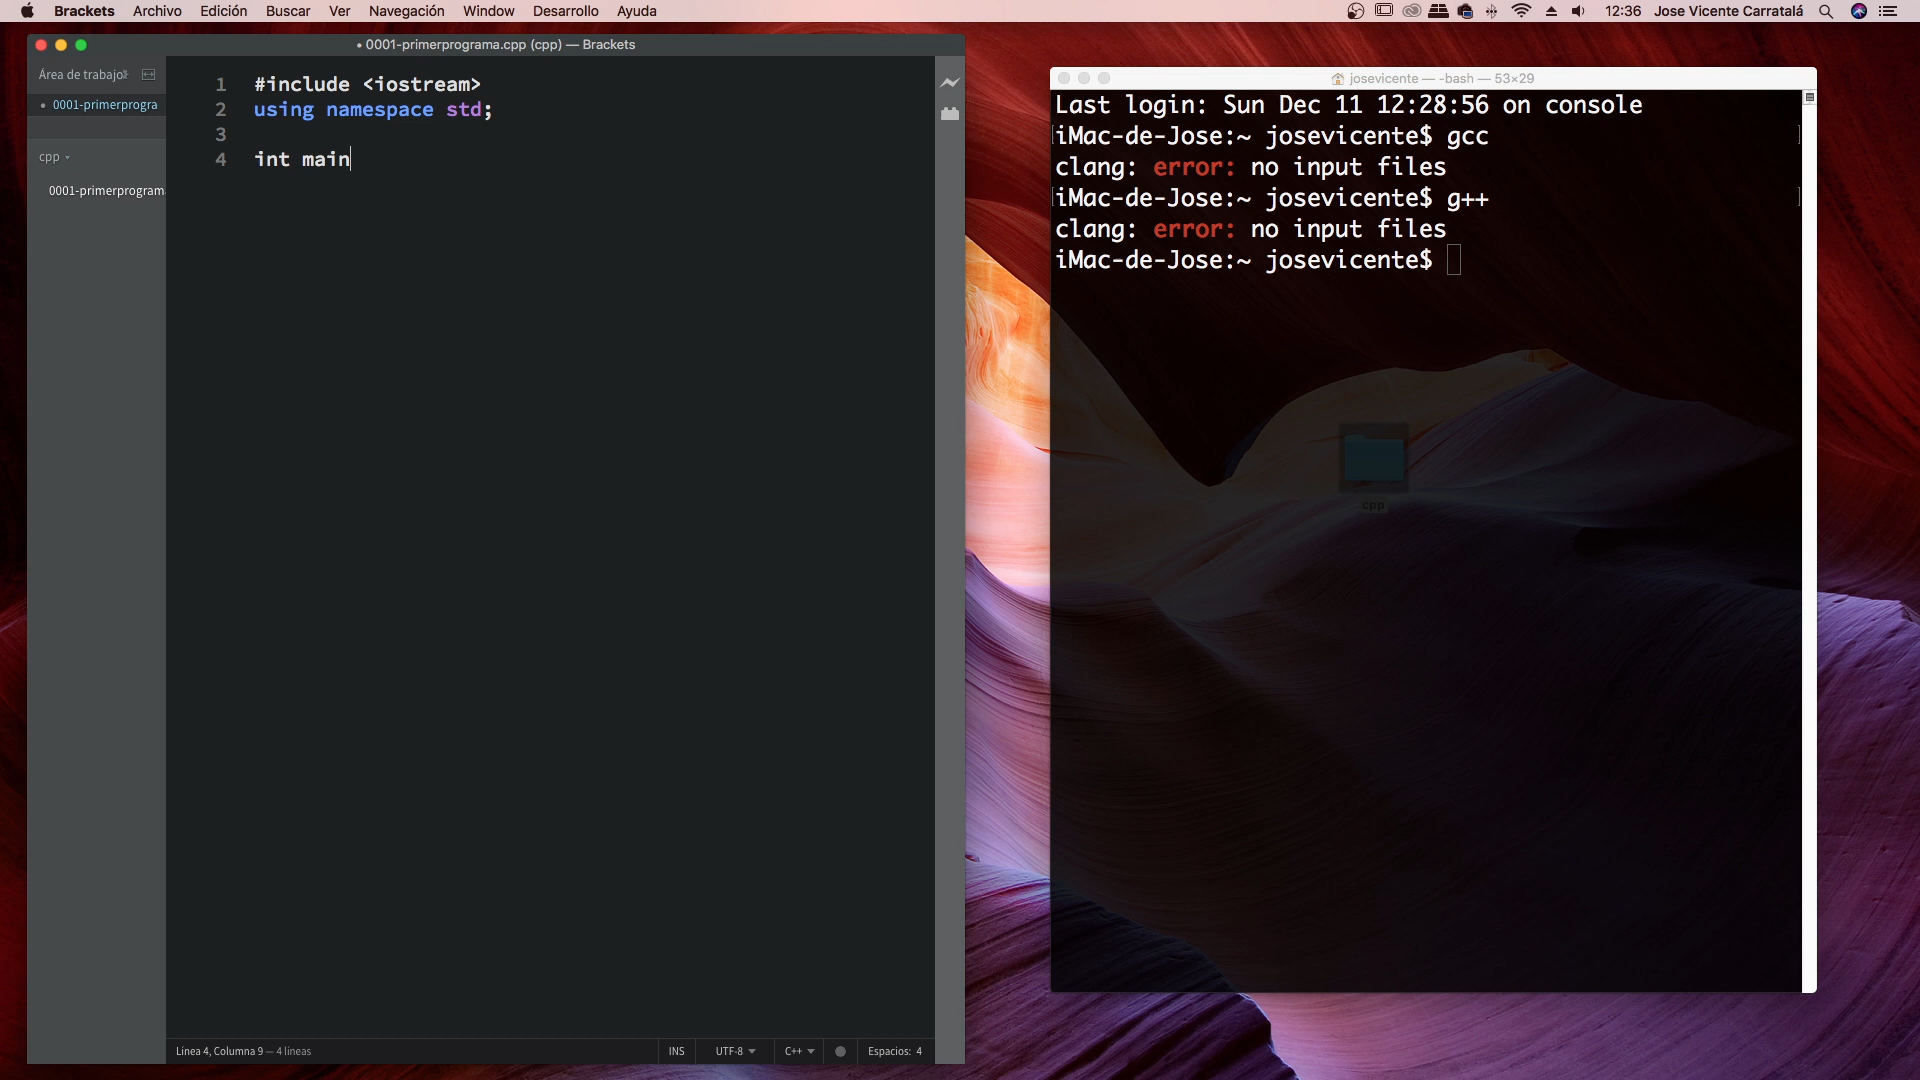 Brackets Archivo Edición Buscar Ver Navegación Window Desarrollo Ayuda 12:36 Jose Vicente Carratalá
• 0001-primerprograma.cpp (cpp) — Brackets
Área de trabajo
• 0001-primerprogra
cpp
0001-primerprograma
1 #include <iostream>
2 using namespace std;
3
4 int main
Línea 4, Columna 9 — 4 líneas INS UTF-8 C++ Espacios: 4
josevicente — -bash — 53×29
Last login: Sun Dec 11 12:28:56 on console
iMac-de-Jose:~ josevicente$ gcc
clang: error: no input files
iMac-de-Jose:~ josevicente$ g++
clang: error: no input files
iMac-de-Jose:~ josevicente$
cpp